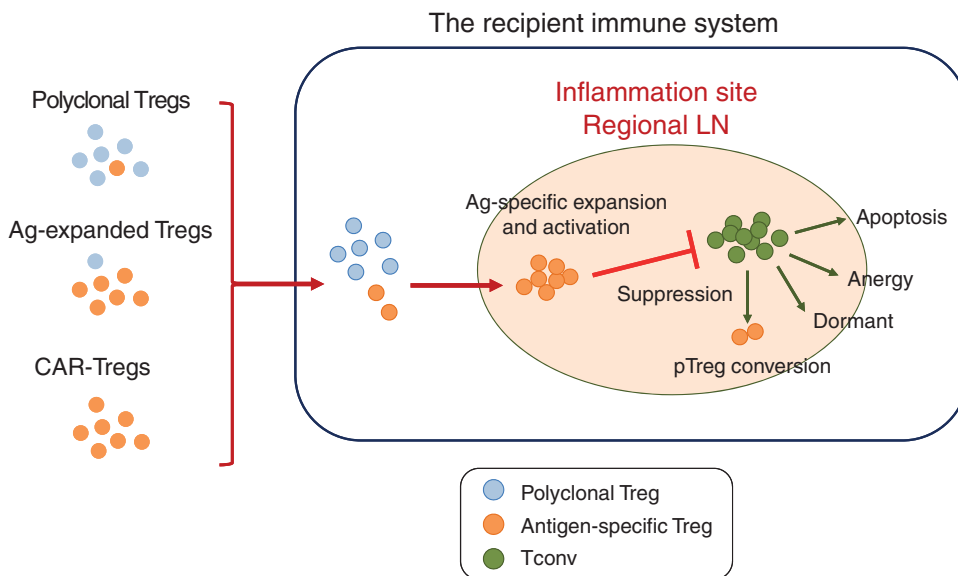 The recipient immune system
Polyclonal Tregs
Ag-expanded Tregs
CAR-Tregs
Inflammation site
Regional LN
Ag-specific expansion
and activation
Suppression
Apoptosis
Anergy
Dormant
pTreg conversion
Polyclonal Treg
Antigen-specific Treg
Tconv